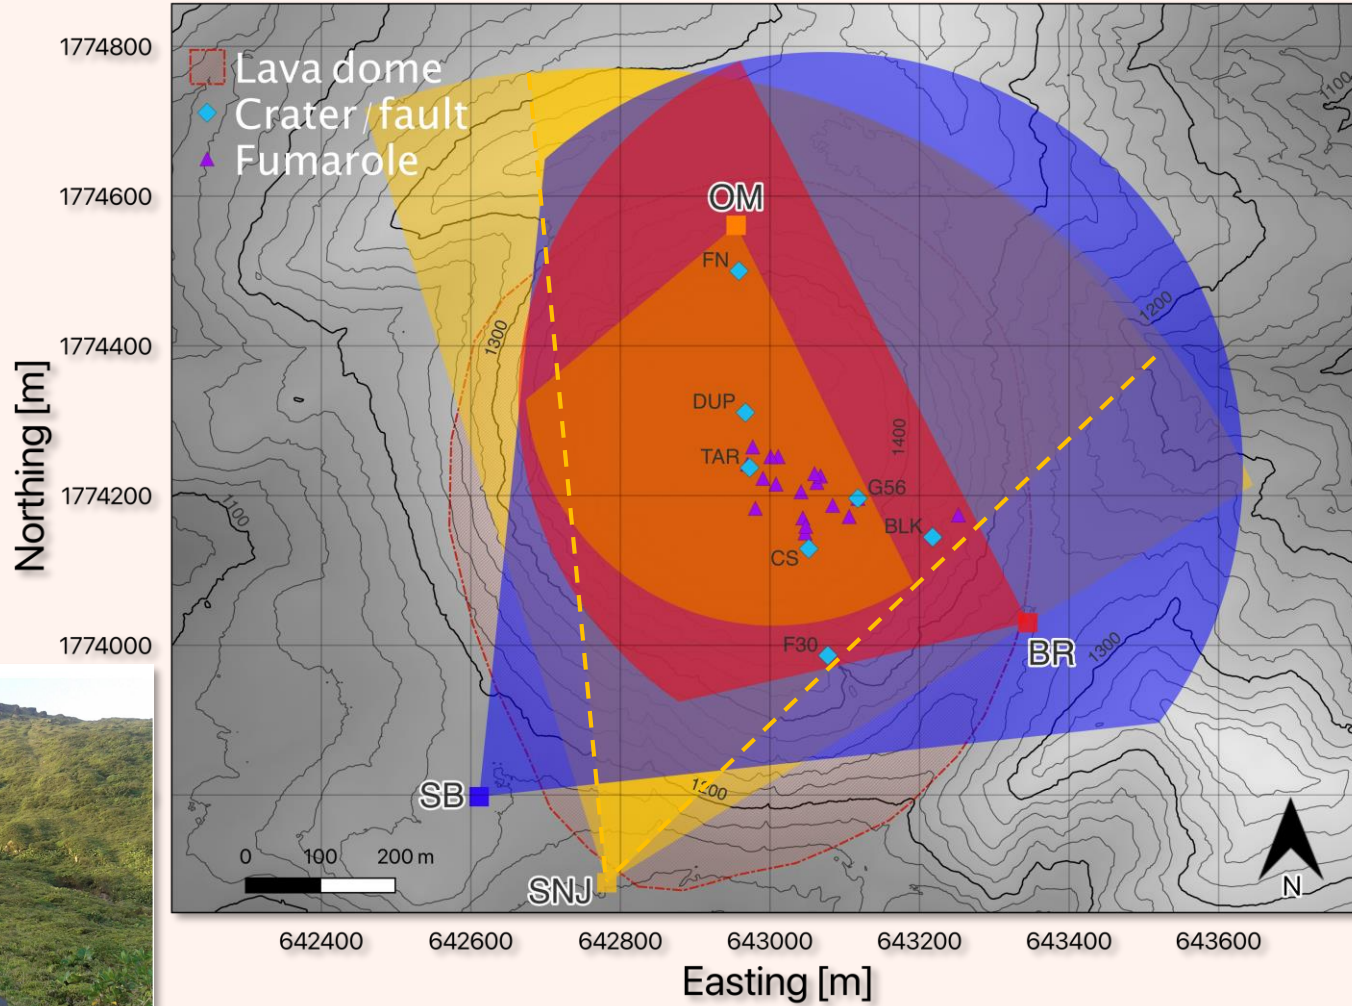 1774800
1774600
1774400
1774200
1774000
Northing [m]
Lava dome
Crater / fault
Fumarole
1100
OM
FN
1200
1300
DUP
1400
TAR
G56
1100
BLK
CS
F30
BR
1300
SB
1200
0 100 200 m
SNJ
N
642400 642600 642800 643000 643200 643400 643600
Easting [m]